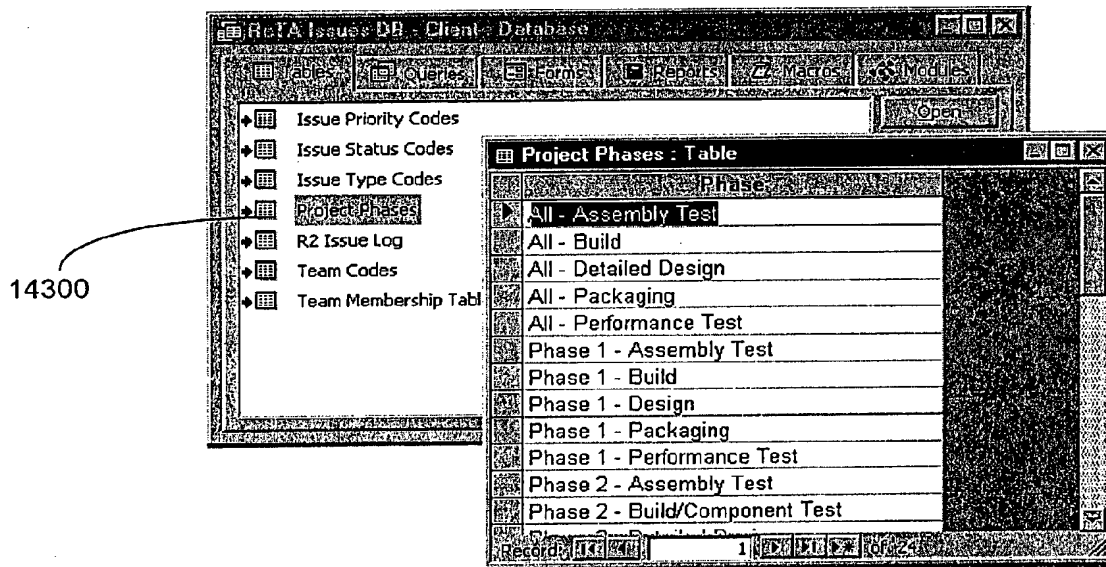 ReTA Issues DB - Client - Database
Tables Queries Forms Reports Macros Modules
Open
Issue Priority Codes
Issue Status Codes
Issue Type Codes
Project Phases
R2 Issue Log
Team Codes
Team Membership Tabl
14300
Project Phases : Table
Phase
All - Assembly Test
All - Build
All - Detailed Design
All - Packaging
All - Performance Test
Phase 1 - Assembly Test
Phase 1 - Build
Phase 1 - Design
Phase 1 - Packaging
Phase 1 - Performance Test
Phase 2 - Assembly Test
Phase 2 - Build/Component Test
Record: 1 of 24